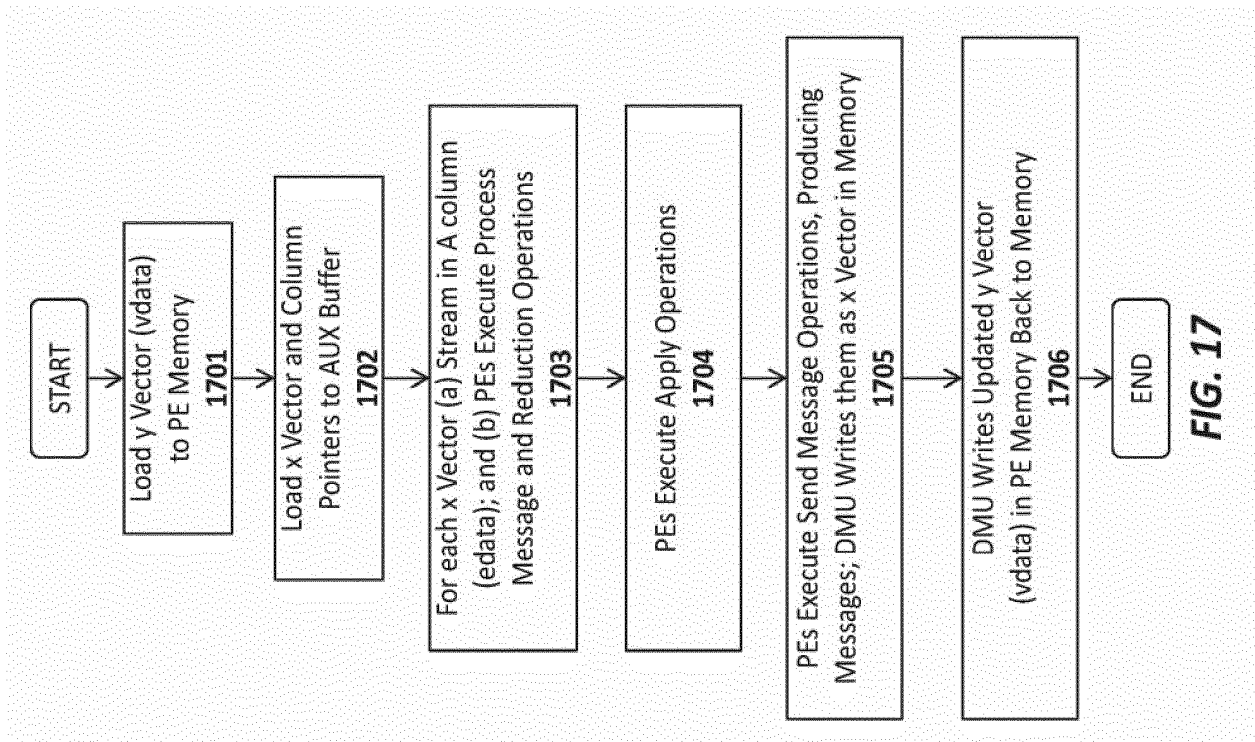 START
Load y Vector (vdata)
to PE Memory
1701
Load x Vector and Column
Pointers to AUX Buffer
1702
For each x Vector (a) Stream in A column
(edata); and (b) PEs Execute Process
Message and Reduction Operations
1703
PEs Execute Apply Operations
1704
PEs Execute Send Message Operations, Producing
Messages; DMU Writes them as x Vector in Memory
1705
DMU Writes Updated y Vector
(vdata) in PE Memory Back to Memory
1706
END
FIG. 17